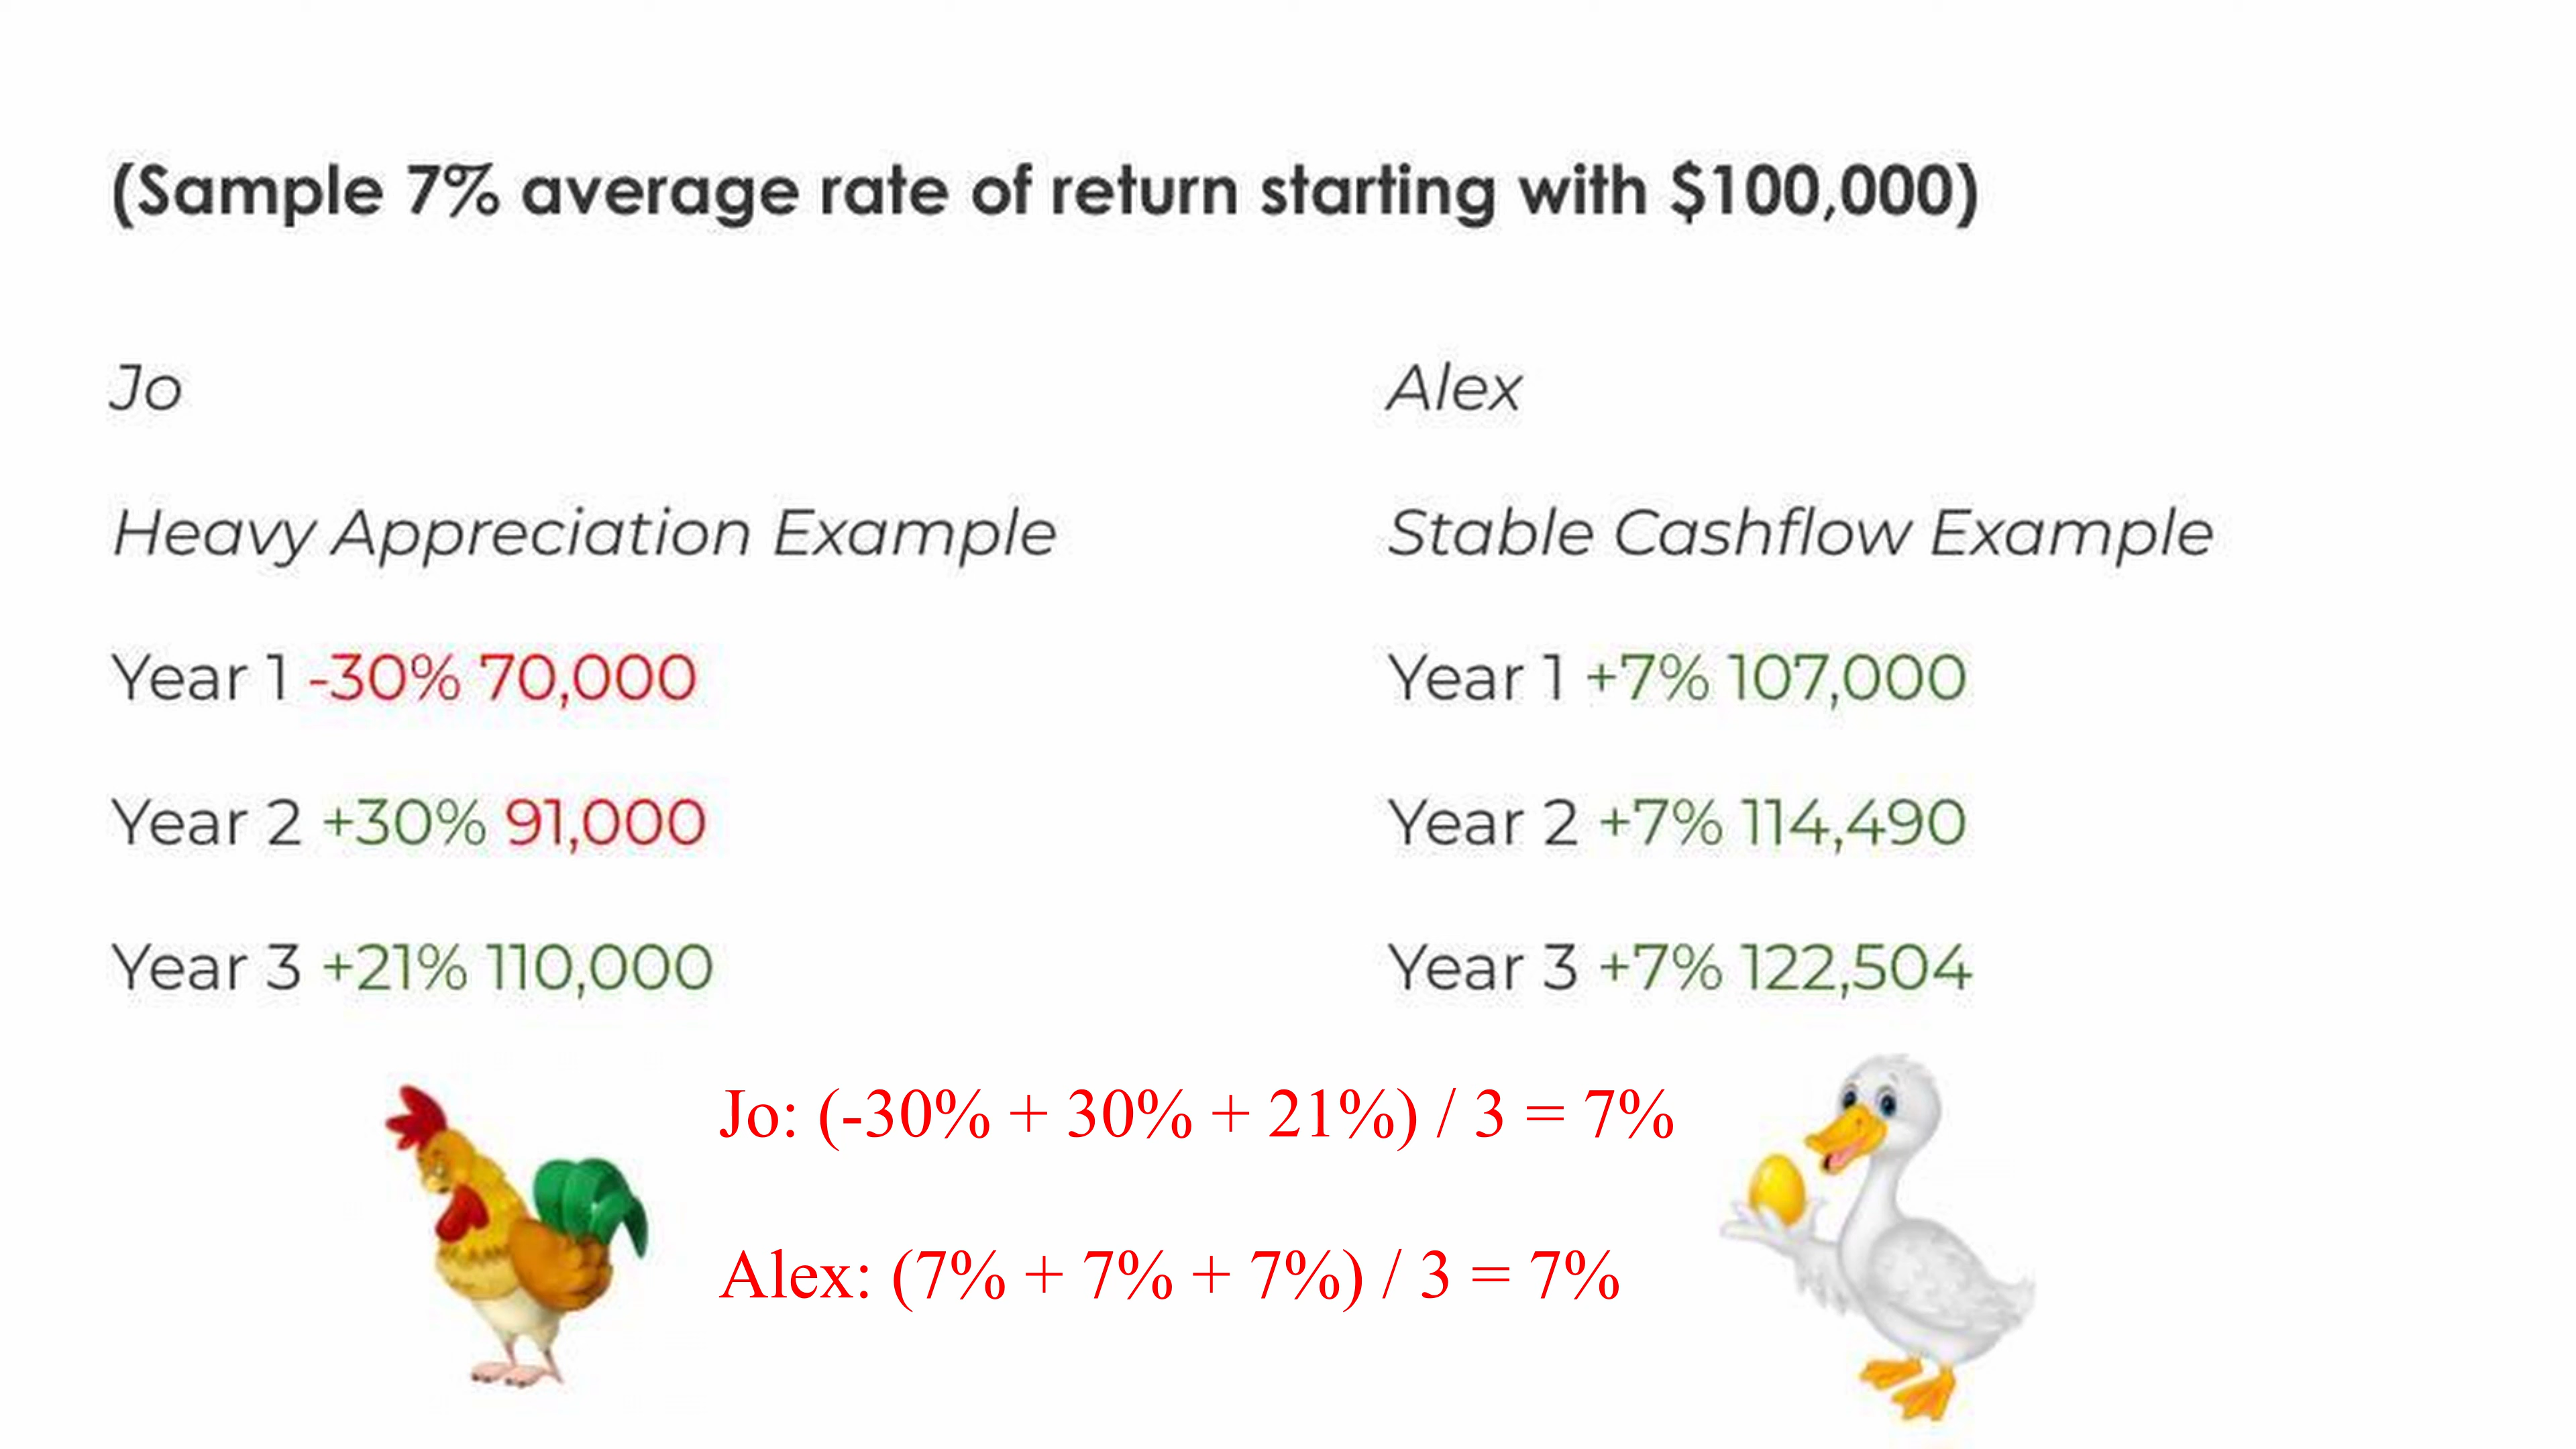 (Sample 7% average rate of return starting with $100,000)
Jo
Heavy Appreciation Example
Year 1 -30% 70,000
Year 2 +30% 91,000
Year 3 +21% 110,000
Alex
Stable Cashflow Example
Year 1 +7% 107,000
Year 2 +7% 114,490
Year 3 +7% 122,504
Jo: (-30% + 30% + 21%) / 3 = 7%
Alex: (7% + 7% + 7%) / 3 = 7%